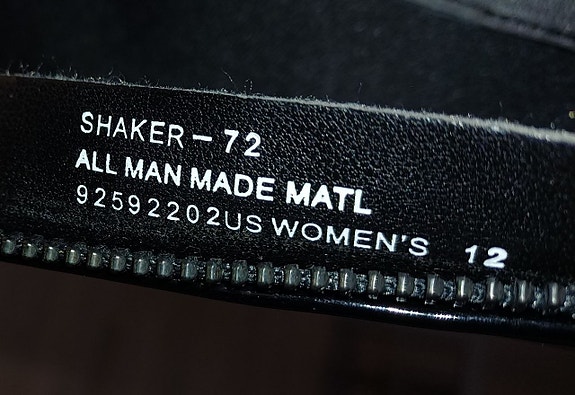 SHAKER – 72
ALL MAN MADE MATL
92592202US WOMEN'S 12